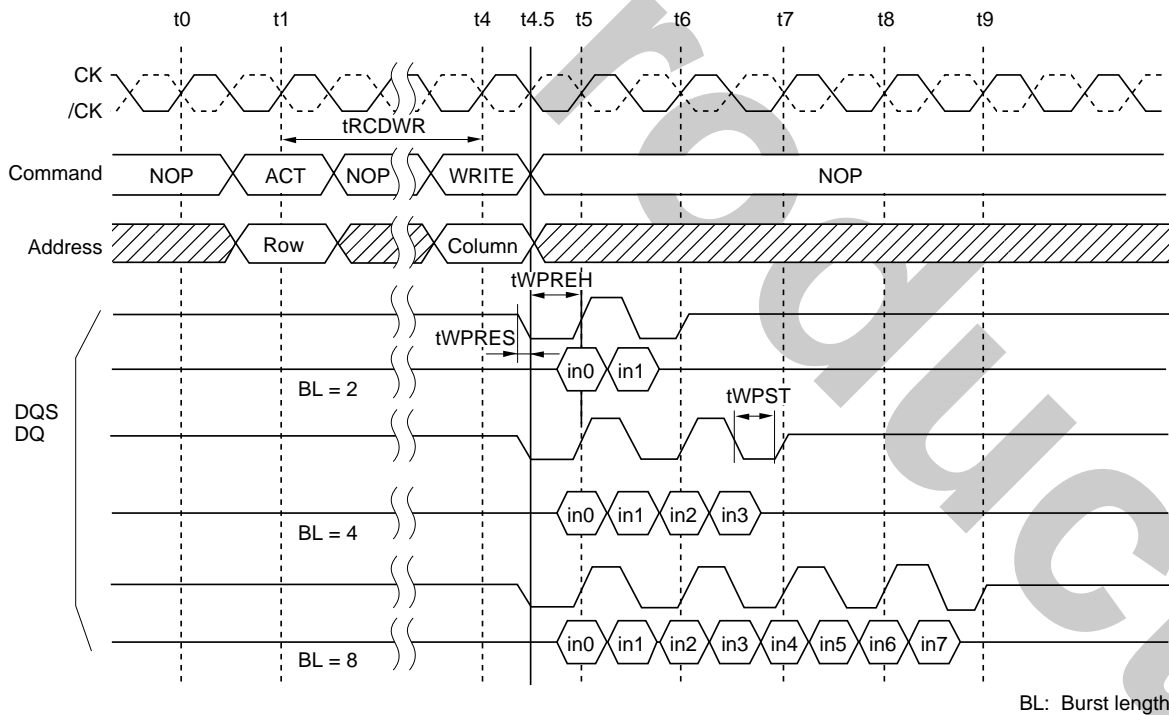 t0 t1 t4 t4.5 t5 t6 t7 t8 t9
CK
/CK
tRCDWR
Command NOP ACT NOP WRITE NOP
Address Row Column
tWPREH
tWPRES
in0 in1
BL = 2
tWPST
DQS
DQ
in0 in1 in2 in3
BL = 4
in0 in1 in2 in3 in4 in5 in6 in7
BL = 8
BL: Burst length
roduc